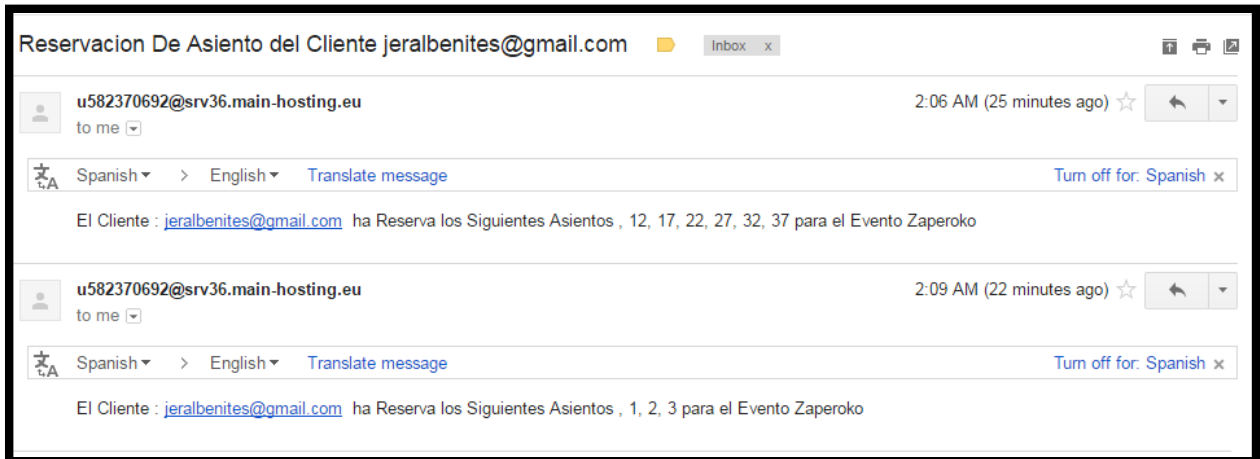 Reservacion De Asiento del Cliente jeralbenites@gmail.com Inbox x
u582370692@srv36.main-hosting.eu 2:06 AM (25 minutes ago)
to me
Spanish > English Translate message Turn off for: Spanish x
El Cliente : jeralbenites@gmail.com ha Reserva los Siguientes Asientos , 12, 17, 22, 27, 32, 37 para el Evento Zaperoko
u582370692@srv36.main-hosting.eu 2:09 AM (22 minutes ago)
to me
Spanish > English Translate message Turn off for: Spanish x
El Cliente : jeralbenites@gmail.com ha Reserva los Siguientes Asientos , 1, 2, 3 para el Evento Zaperoko